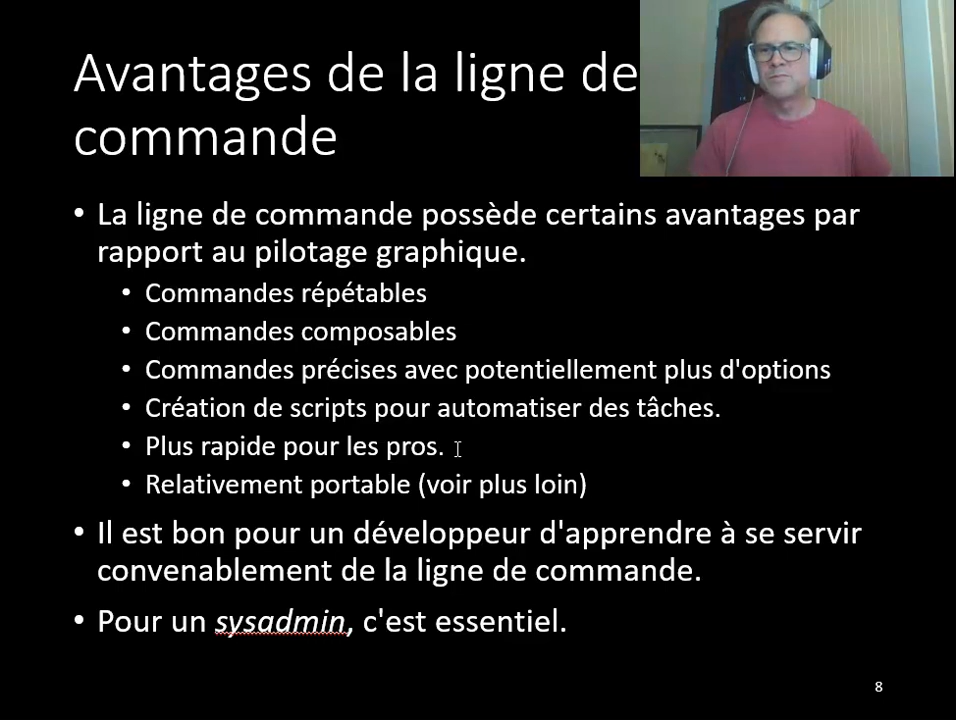 Avantages de la ligne de
commande
• La ligne de commande possède certains avantages par
rapport au pilotage graphique.
• Commandes répétables
• Commandes composables
• Commandes précises avec potentiellement plus d'options
• Création de scripts pour automatiser des tâches.
• Plus rapide pour les pros.
• Relativement portable (voir plus loin)
• Il est bon pour un développeur d'apprendre à se servir
convenablement de la ligne de commande.
• Pour un sysadmin, c'est essentiel.
8